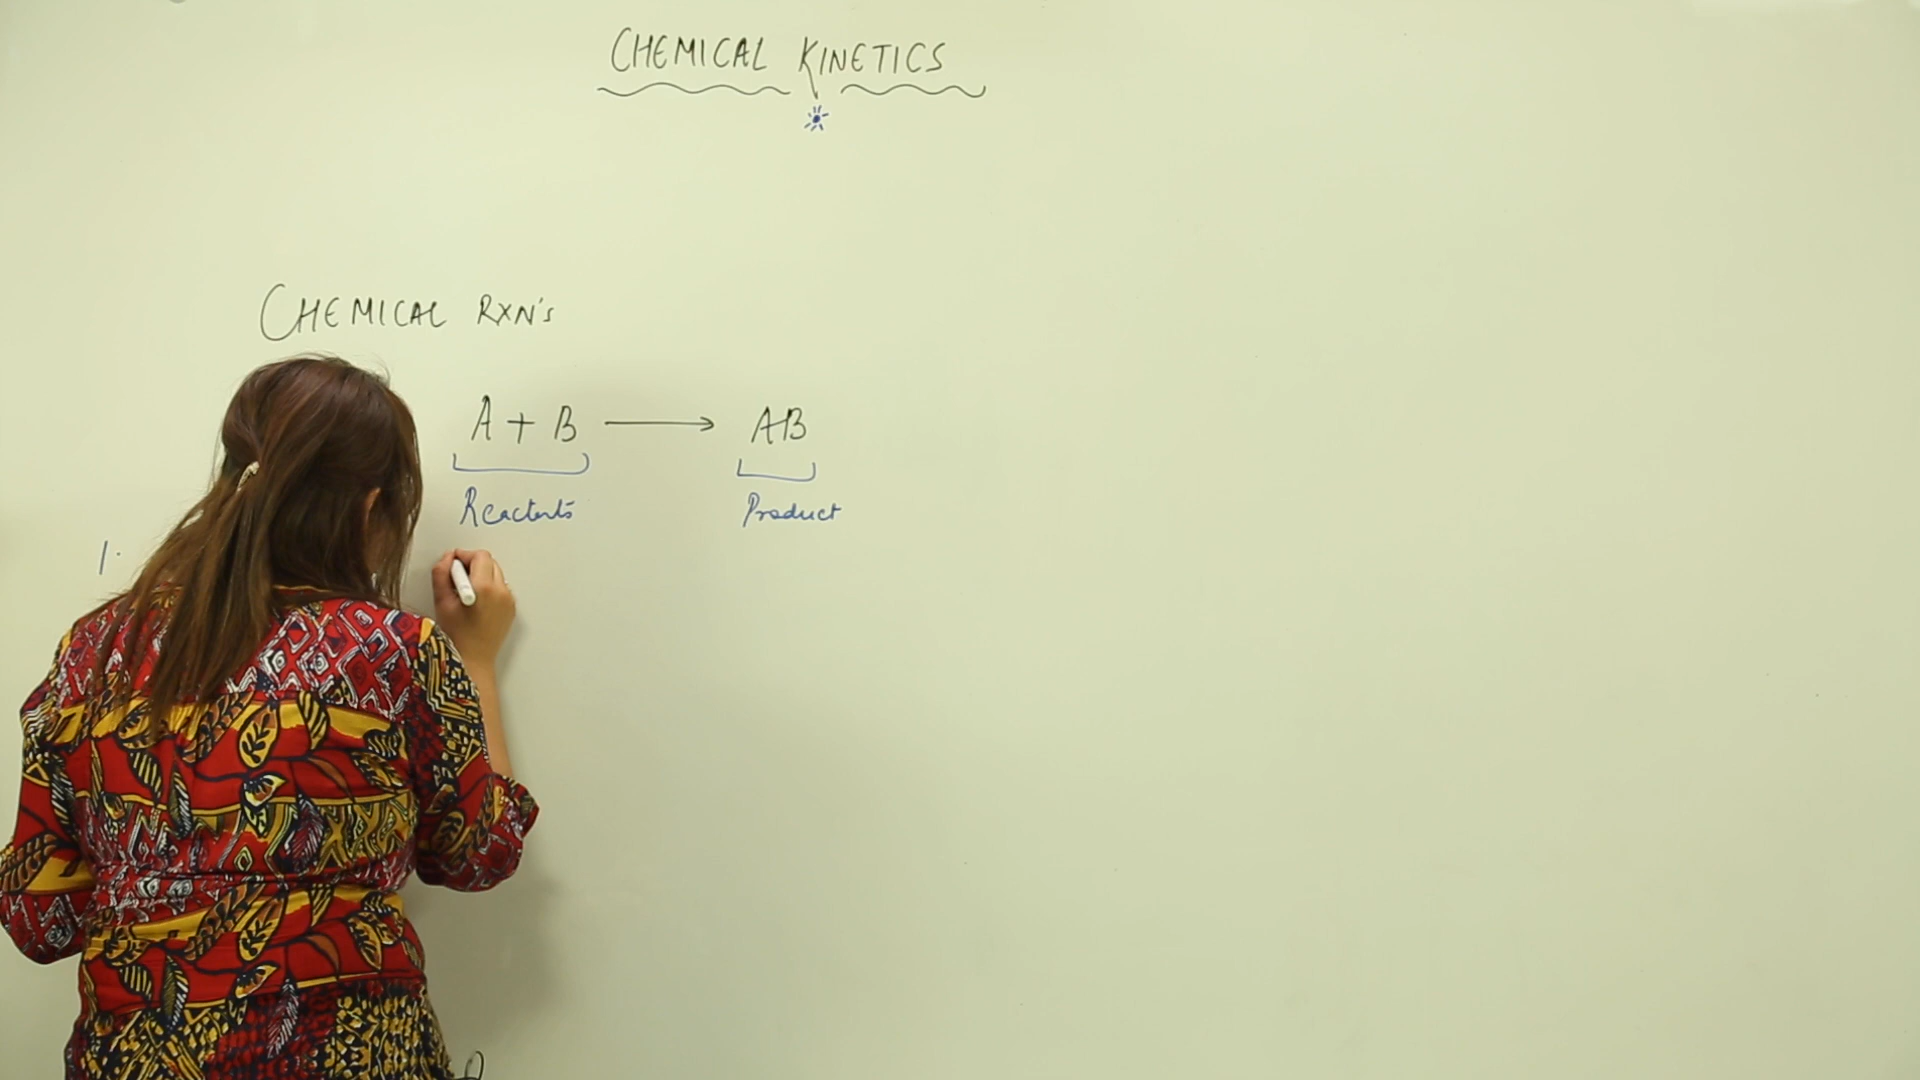 CHEMICAL KINETICS
CHEMICAL RXN's
A + B → AB
Reactants Product
1.